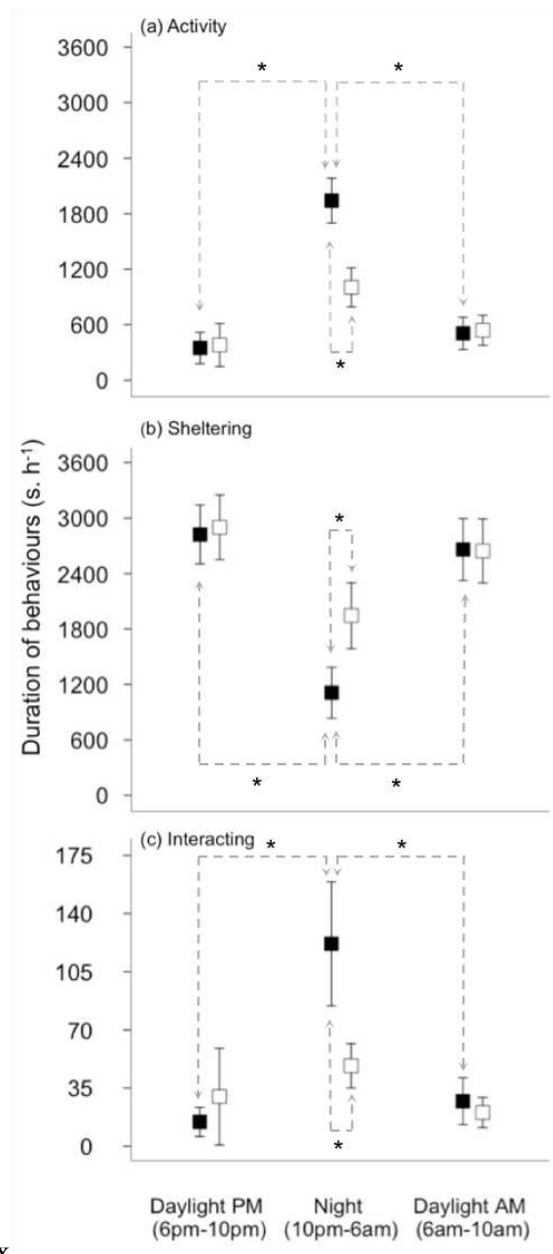 (a) Activity
3600
*
*
3000
2400
1800
1200
600
*
0
Duration of behaviours (s. h-1)
(b) Sheltering
3600
3000
*
2400
1800
1200
600
*
*
0
(c) Interacting
175
*
*
140
105
70
35
0
*
Daylight PM
(6pm-10pm)
Night
(10pm-6am)
Daylight AM
(6am-10am)